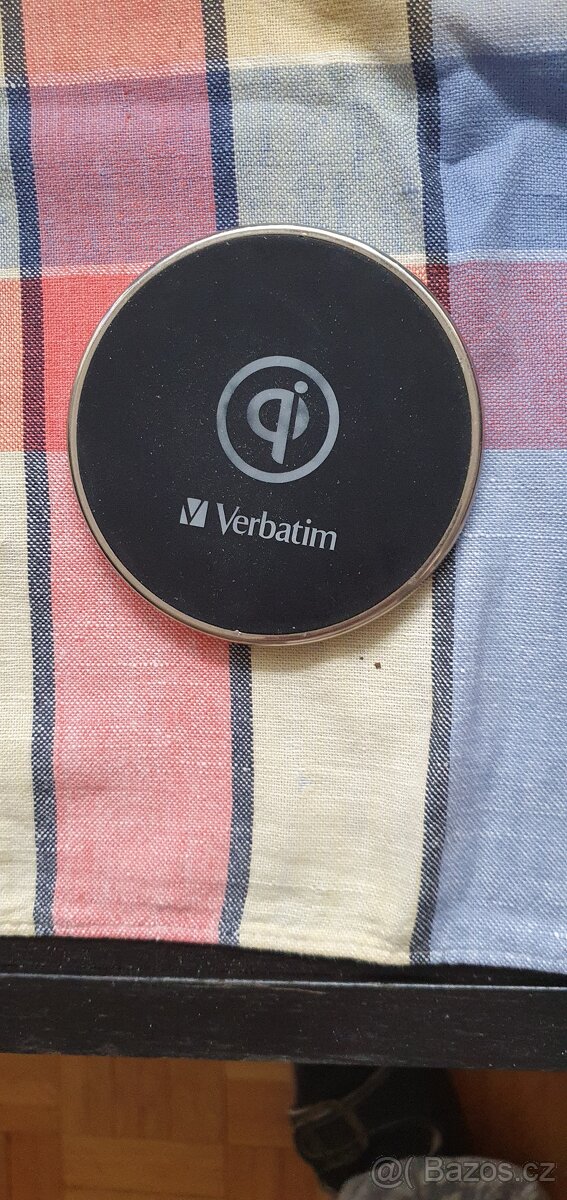 qi
Verbatim
@( Bazos.cz